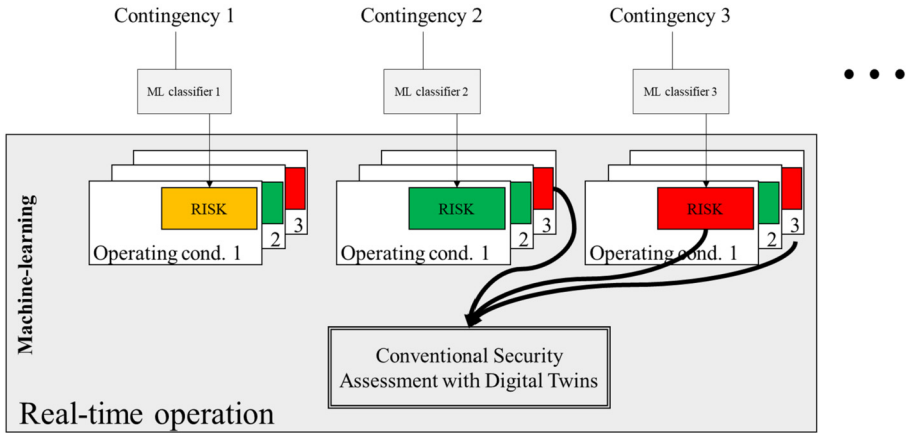 Contingency 1
Contingency 2
Contingency 3
ML classifier 1
ML classifier 2
ML classifier 3
• • •
RISK
3
2
Operating cond. 1
RISK
3
2
Operating cond. 1
RISK
3
2
Operating cond. 1
Machine-learning
Conventional Security
Assessment with Digital Twins
Real-time operation